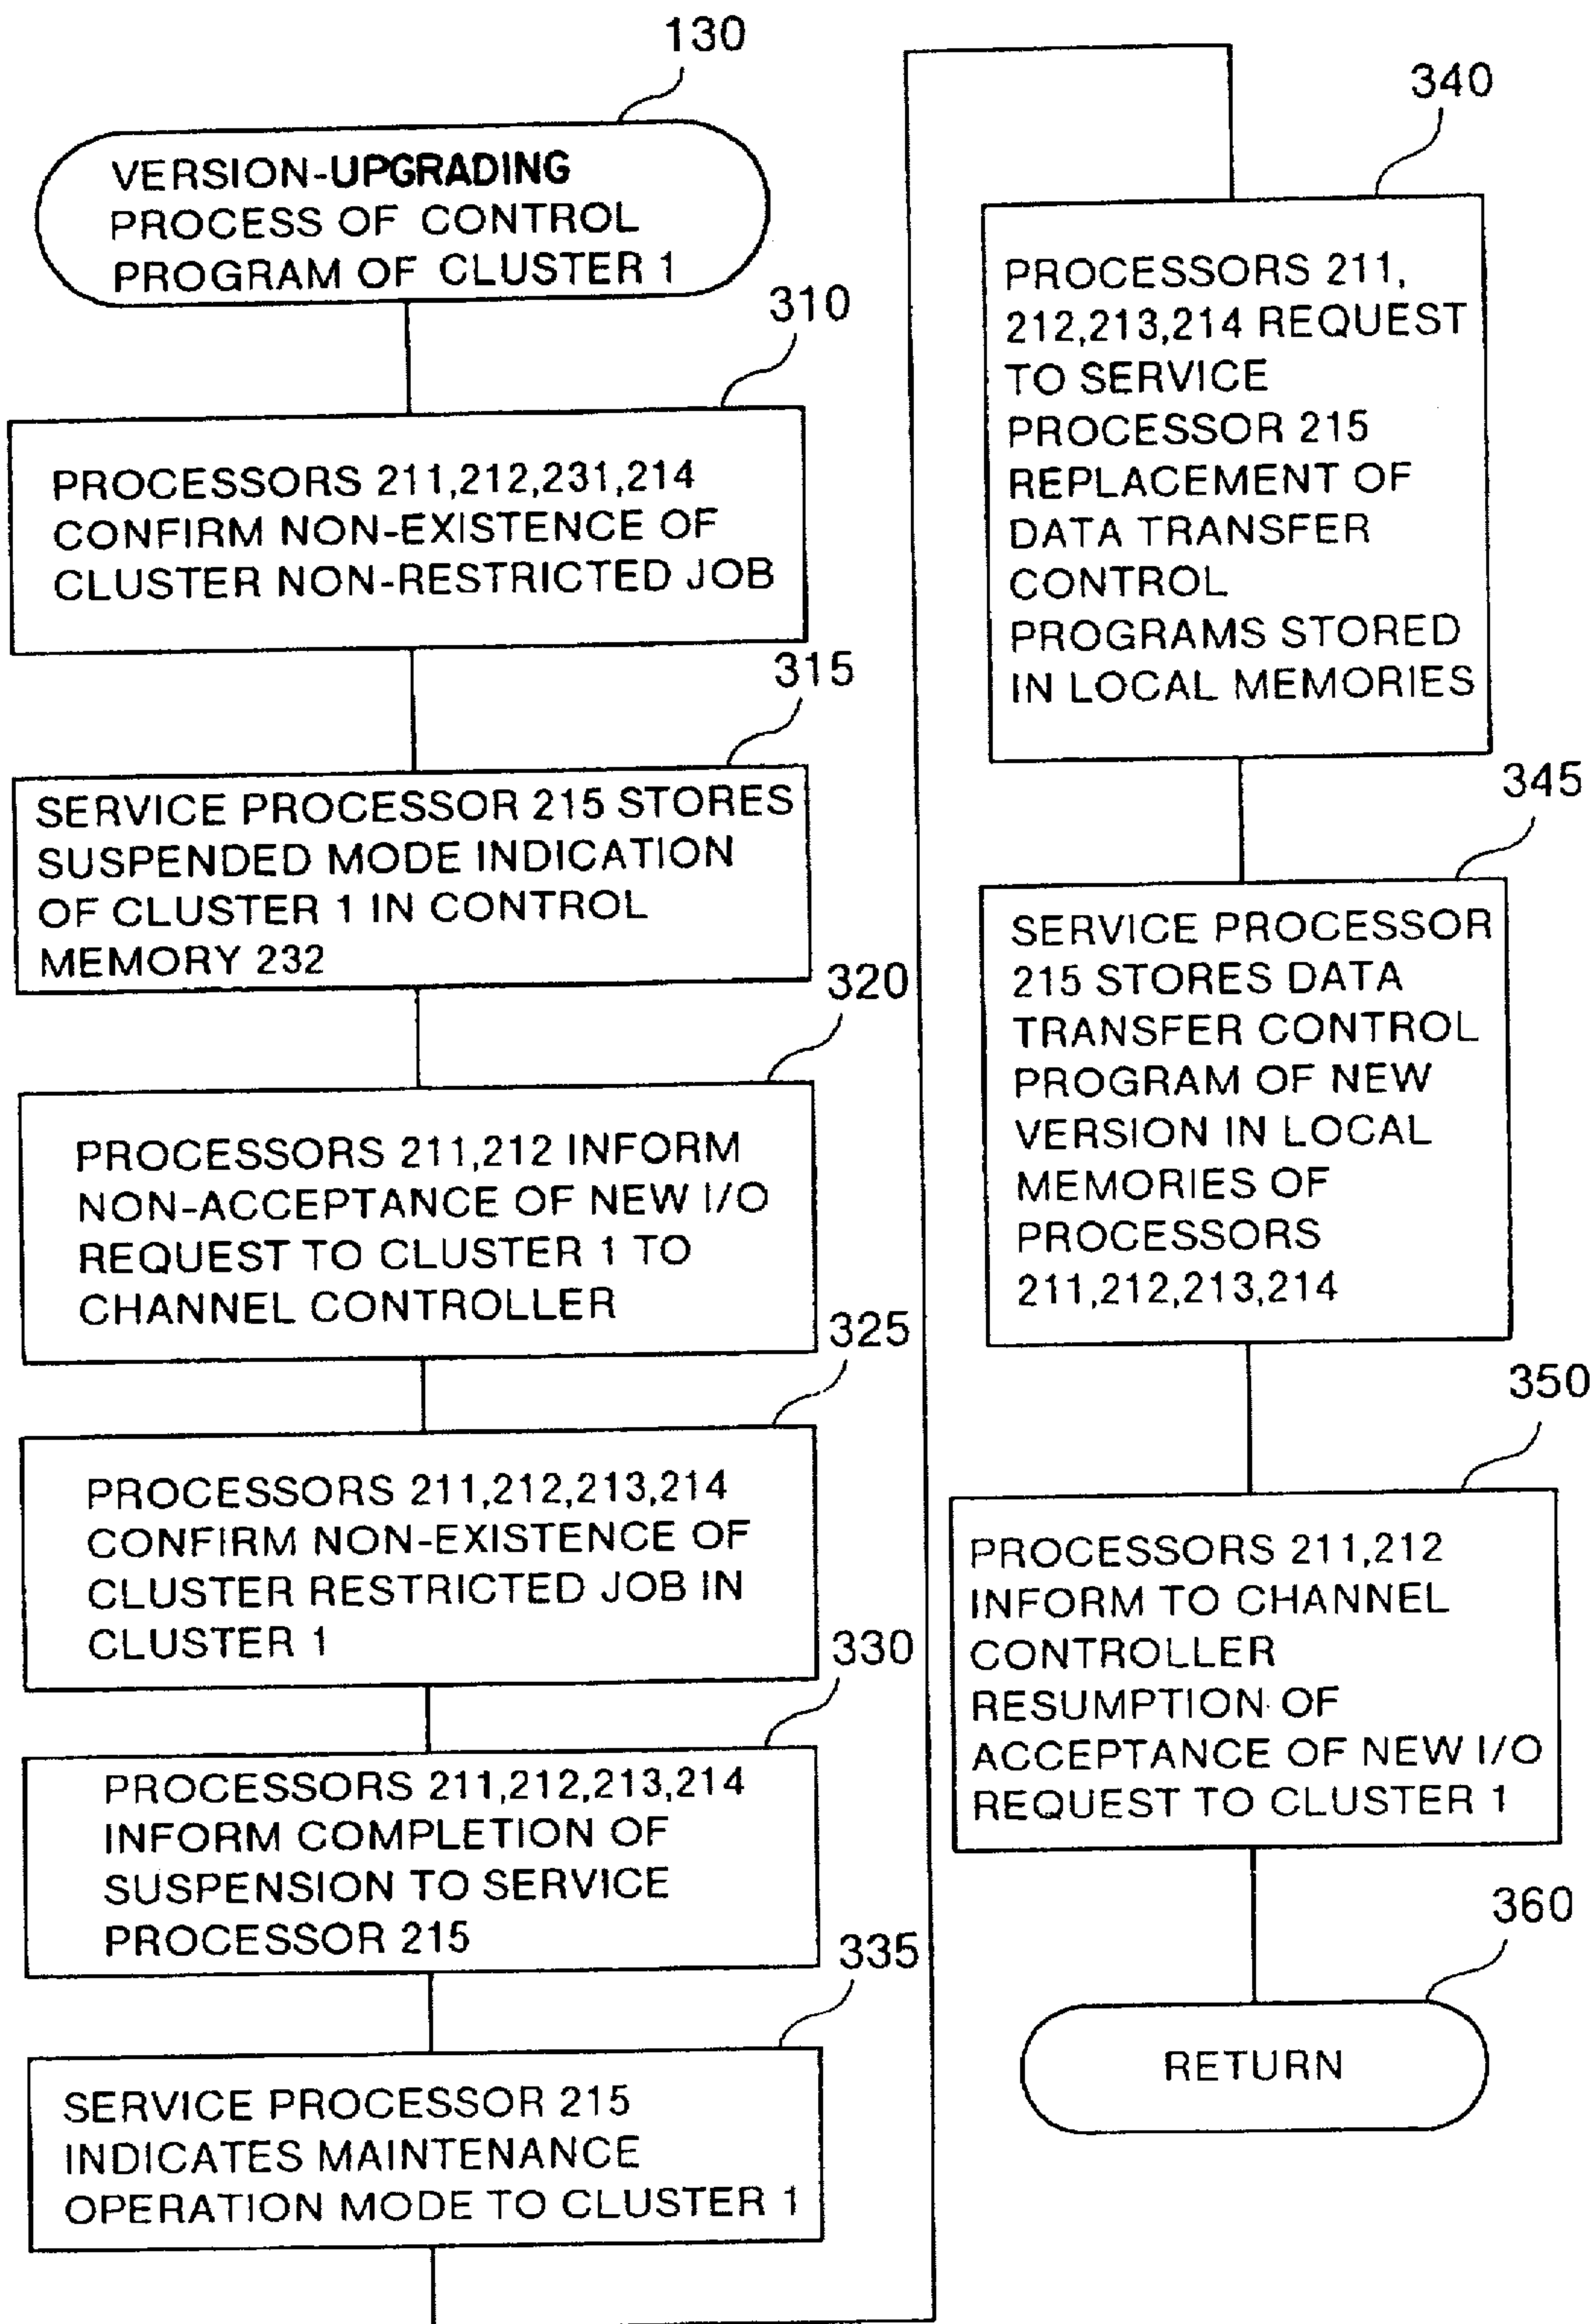 130
VERSION-UPGRADING
PROCESS OF CONTROL
PROGRAM OF CLUSTER 1
310
PROCESSORS 211,212,231,214
CONFIRM NON-EXISTENCE OF
CLUSTER NON-RESTRICTED JOB
315
SERVICE PROCESSOR 215 STORES
SUSPENDED MODE INDICATION
OF CLUSTER 1 IN CONTROL
MEMORY 232
320
PROCESSORS 211,212 INFORM
NON-ACCEPTANCE OF NEW I/O
REQUEST TO CLUSTER 1 TO
CHANNEL CONTROLLER
325
PROCESSORS 211,212,213,214
CONFIRM NON-EXISTENCE OF
CLUSTER RESTRICTED JOB IN
CLUSTER 1
330
PROCESSORS 211,212,213,214
INFORM COMPLETION OF
SUSPENSION TO SERVICE
PROCESSOR 215
335
SERVICE PROCESSOR 215
INDICATES MAINTENANCE
OPERATION MODE TO CLUSTER 1
340
PROCESSORS 211,
212,213,214 REQUEST
TO SERVICE
PROCESSOR 215
REPLACEMENT OF
DATA TRANSFER
CONTROL
PROGRAMS STORED
IN LOCAL MEMORIES
345
SERVICE PROCESSOR
215 STORES DATA
TRANSFER CONTROL
PROGRAM OF NEW
VERSION IN LOCAL
MEMORIES OF
PROCESSORS
211,212,213,214
350
PROCESSORS 211,212
INFORM TO CHANNEL
CONTROLLER
RESUMPTION OF
ACCEPTANCE OF NEW I/O
REQUEST TO CLUSTER 1
360
RETURN